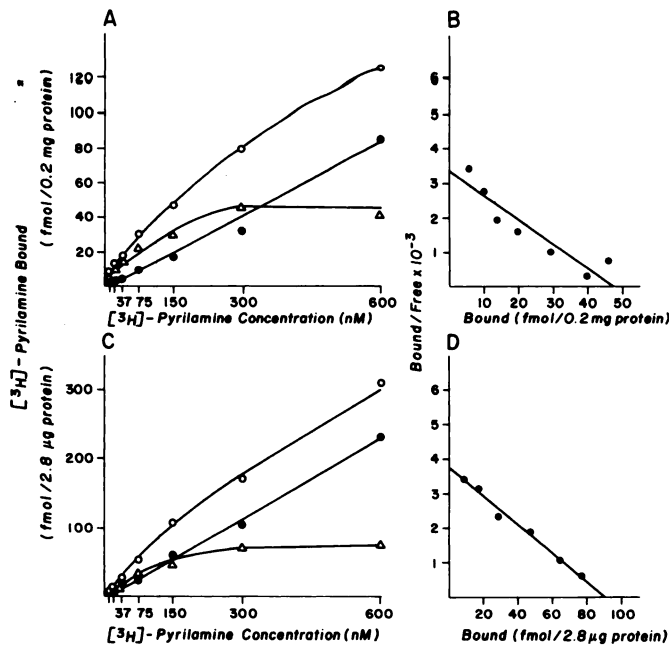 A
B
[³H] - Pyrilamine Bound
(fmol/0.2 mg protein)
120
100
80
60
40
20
37 75 150 300 600
[³H]-Pyrilamine Concentration (nM)
Bound/Free x 10⁻³
6
5
4
3
2
1
10 20 30 40 50
Bound (fmol/0.2 mg protein)
C
D
(fmol/2.8 μg protein)
300
200
100
37 75 150 300 600
[³H]-Pyrilamine Concentration (nM)
6
5
4
3
2
1
20 40 60 80 100
Bound (fmol/2.8 μg protein)